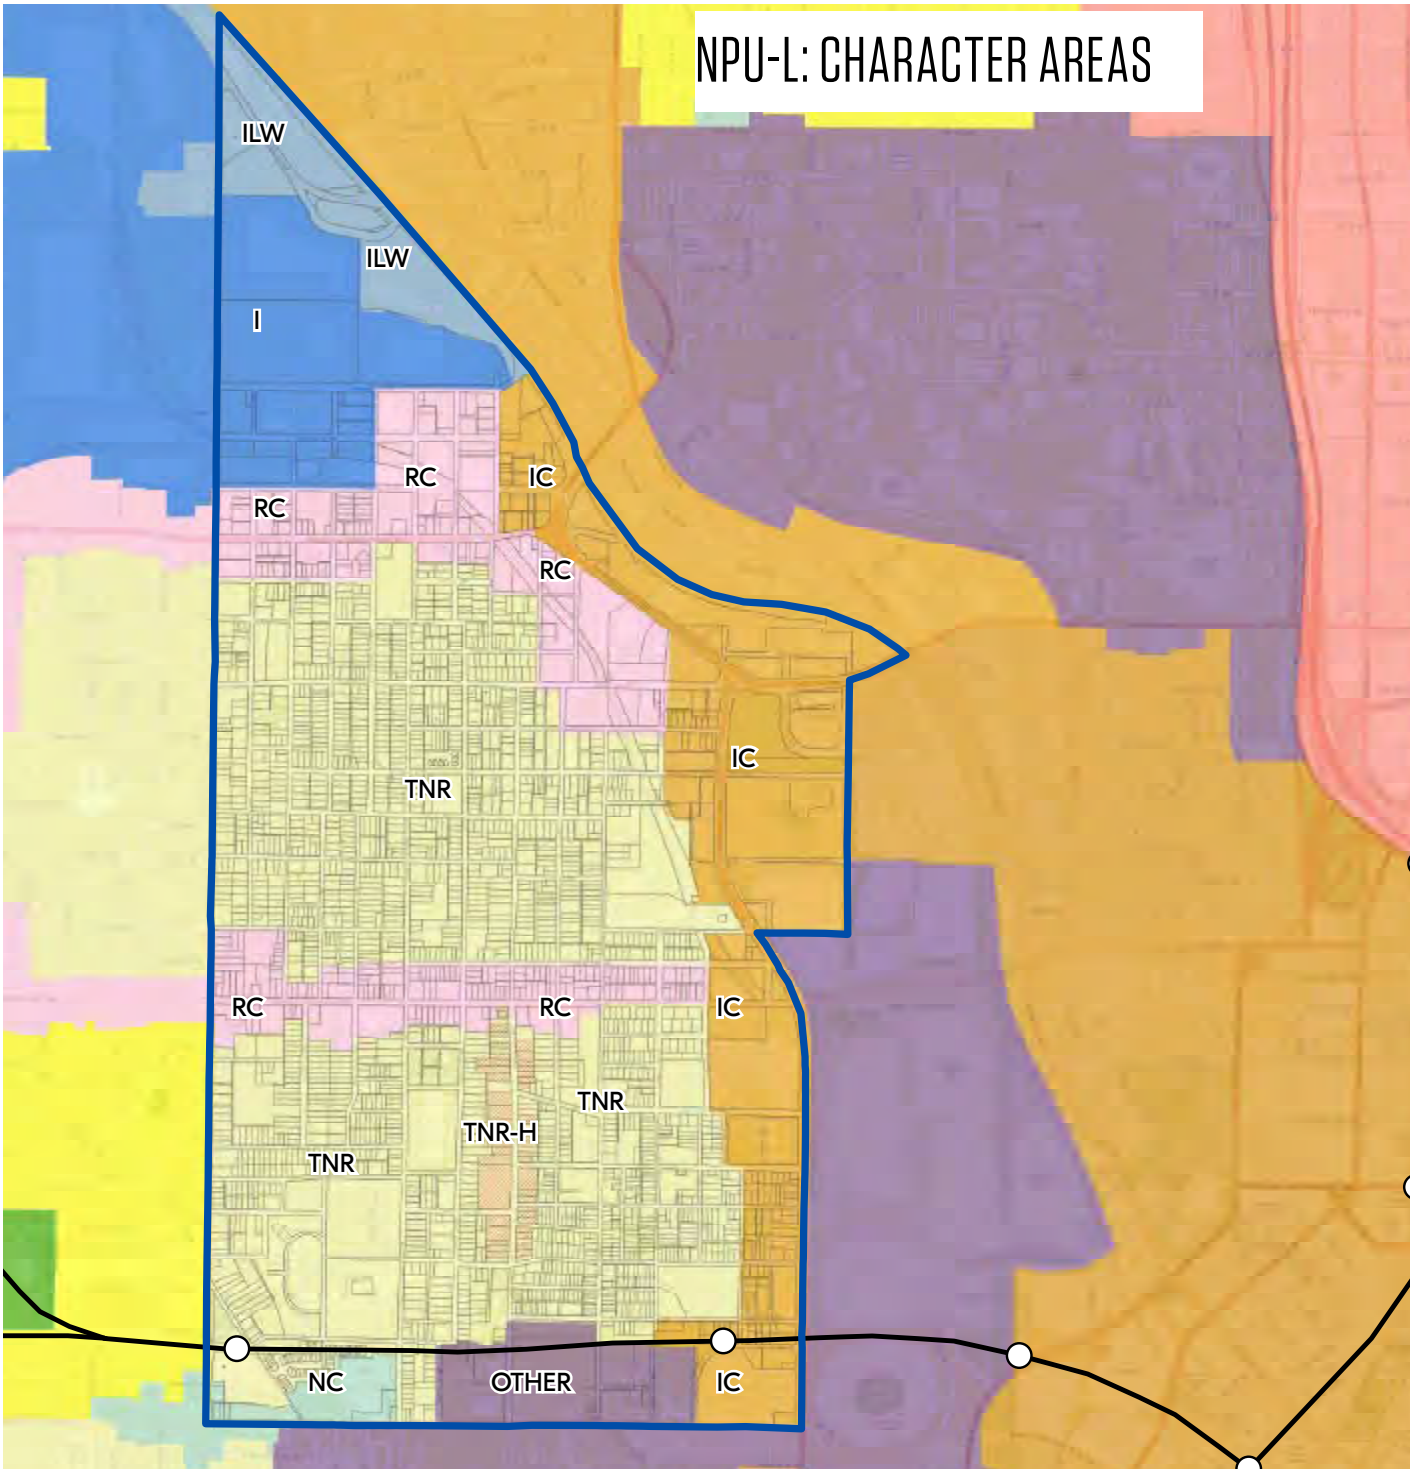 NPU-L: CHARACTER AREAS
ILW
ILW
I
RC
IC
RC
RC
IC
TNR
RC
RC
IC
TNR
TNR-H
TNR
NC
OTHER
IC